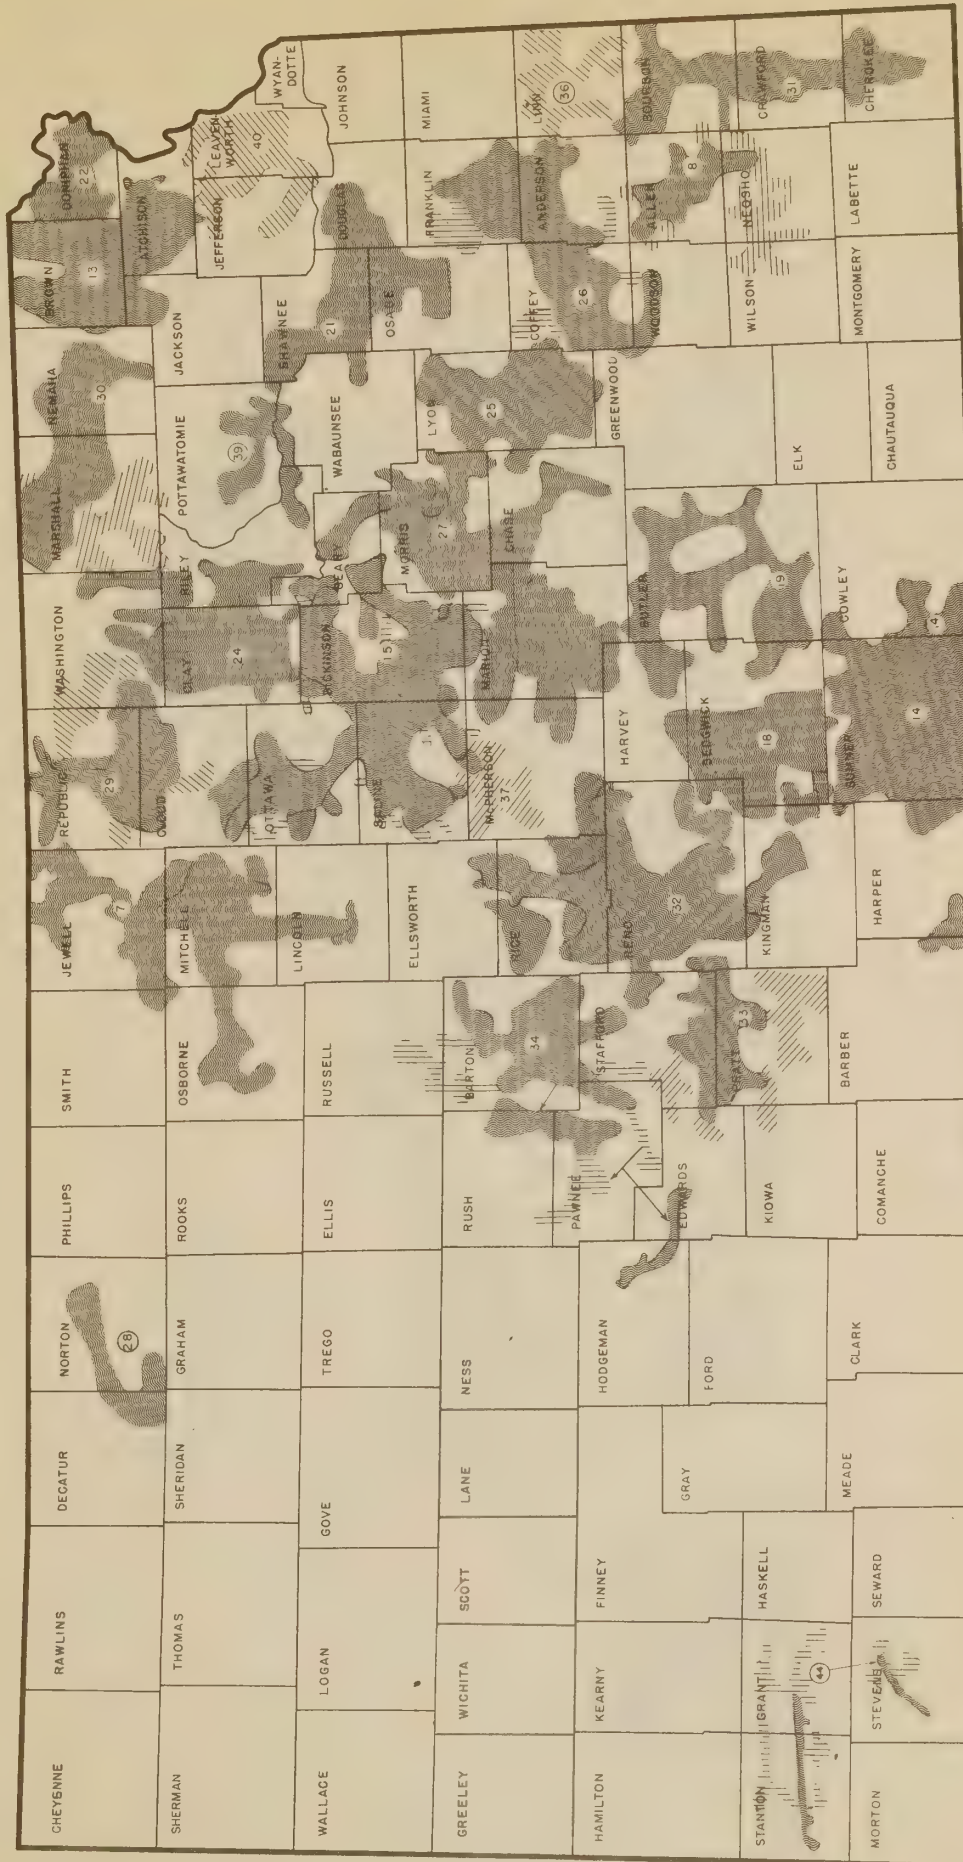 CHEYENNE
RAWLINS
DECATUR
NORTON
28
PHILLIPS
SMITH
JEWELL
7
REPUBLIC
29
WASHINGTON
MARSHALL
NEMAHA
30
BROWN
13
DONIPHAN
22
SHERMAN
THOMAS
SHERIDAN
GRAHAM
ROOKS
OSBORNE
MITCHELL
CLOUD
CLAY
24
RILEY
POTTAWATOMIE
39
JACKSON
ATCHISON
JEFFERSON
LEAVEN-
WORTH
40
WYAN-
DOTTE
WALLACE
LOGAN
GOVE
TREGO
ELLIS
RUSSELL
LINCOLN
OTTAWA
DICKINSON
15
GEARY
WABAUNSEE
SHAWNEE
21
DOUGLAS
JOHNSON
GREELEY
WICHITA
SCOTT
LANE
NESS
RUSH
BARTON
34
ELLSWORTH
SALINE
MORRIS
27
LYON
25
OSAGE
FRANKLIN
MIAMI
HAMILTON
KEARNY
FINNEY
HODGEMAN
PAWNEE
STAFFORD
RICE
MCPHERSON
37
MARION
CHASE
COFFEY
26
ANDERSON
LINN
36
STANTON
GRANT
44
HASKELL
GRAY
FORD
EDWARDS
KIOWA
PRATT
33
RENO
32
KINGMAN
HARVEY
SEDGWICK
18
BUTLER
19
GREENWOOD
WOODSON
ALLEN
8
BOURBON
WILSON
NEOSHO
CRAWFORD
31
MORTON
STEVENS
SEWARD
MEADE
CLARK
COMANCHE
BARBER
HARPER
SUMNER
14
COWLEY
ELK
CHAUTAUQUA
MONTGOMERY
LABETTE
CHEROKEE